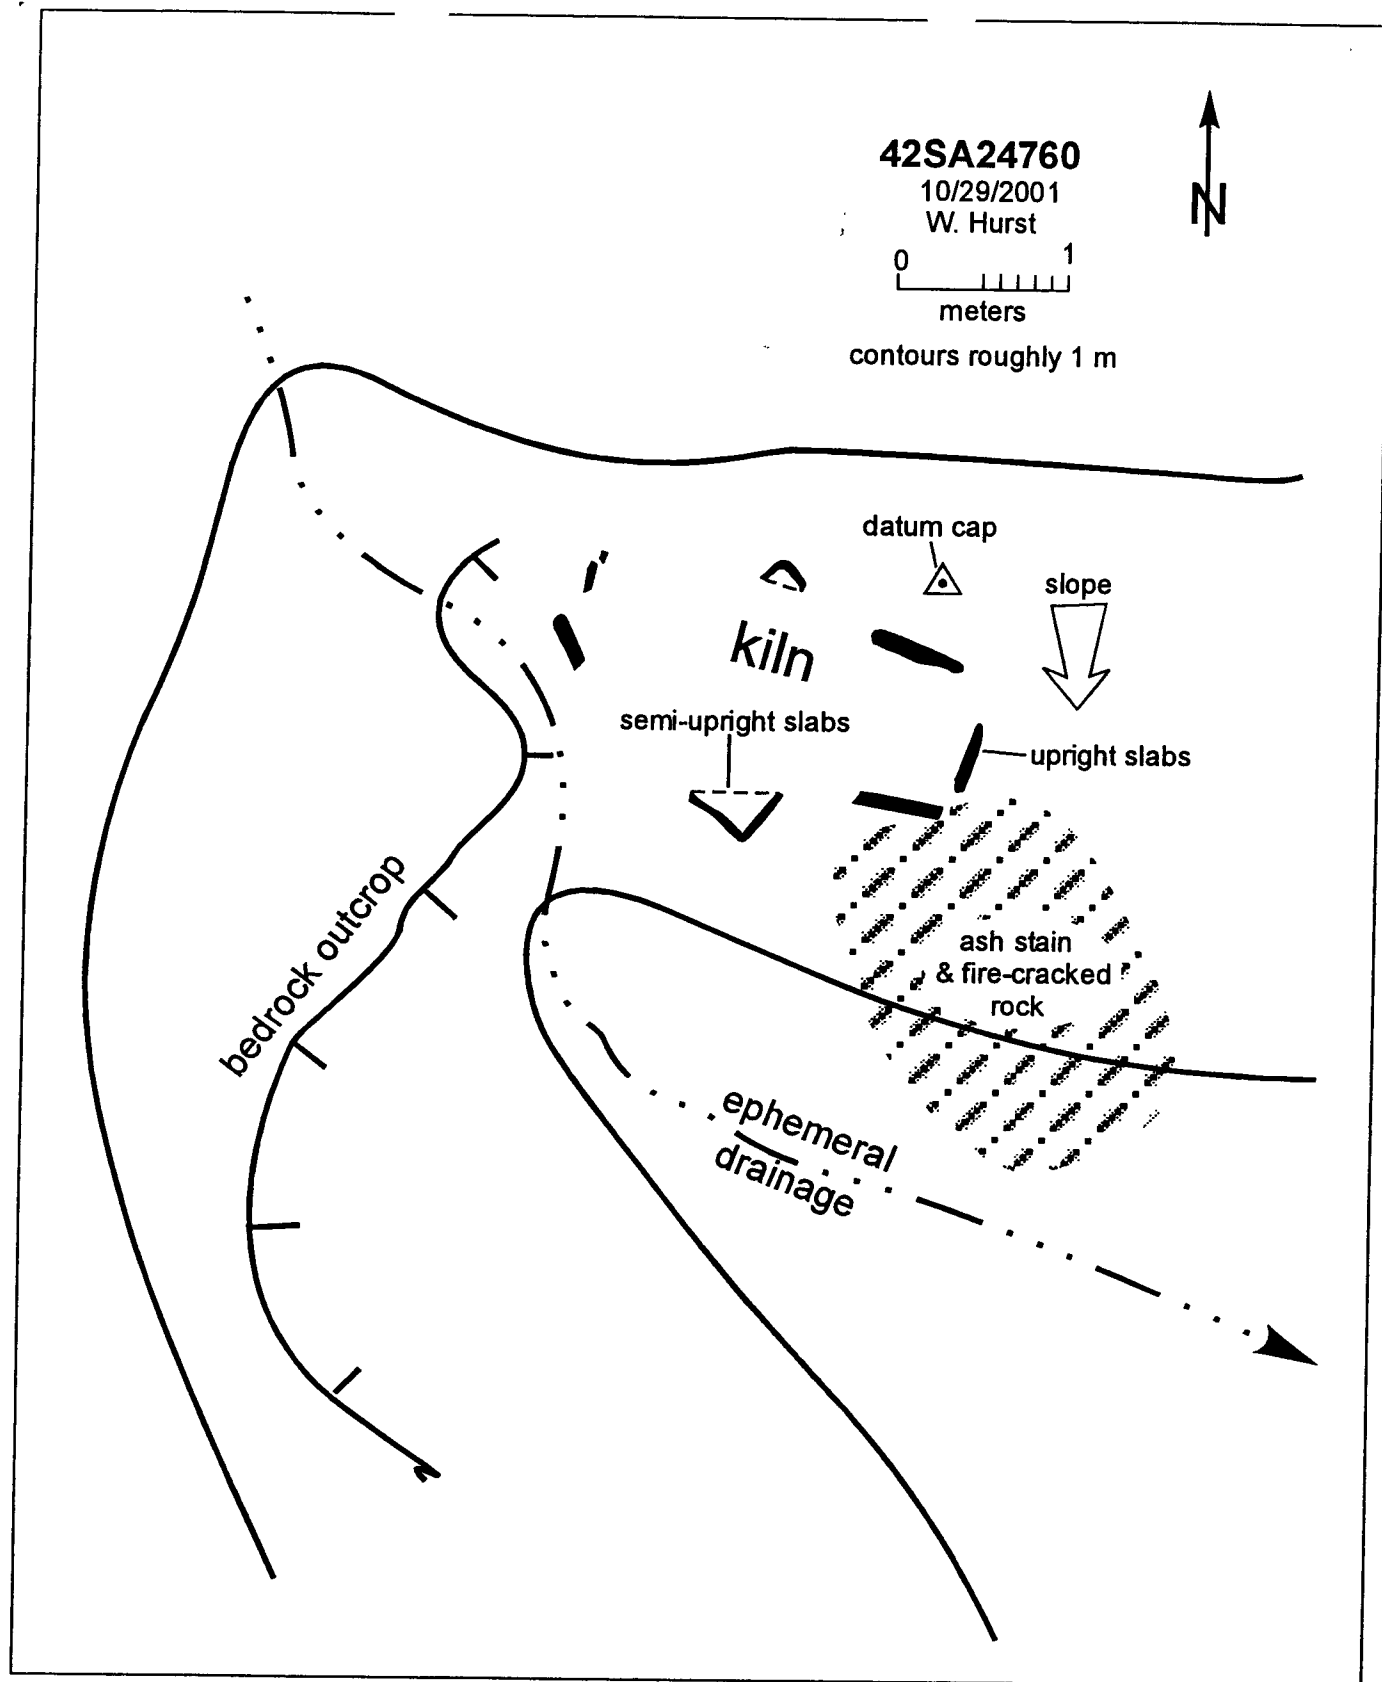 42SA24760
10/29/2001
W. Hurst
N
0 1
meters
contours roughly 1 m
datum cap
slope
kiln
semi-upright slabs
upright slabs
bedrock outcrop
ash stain
& fire-cracked
rock
ephemeral
drainage